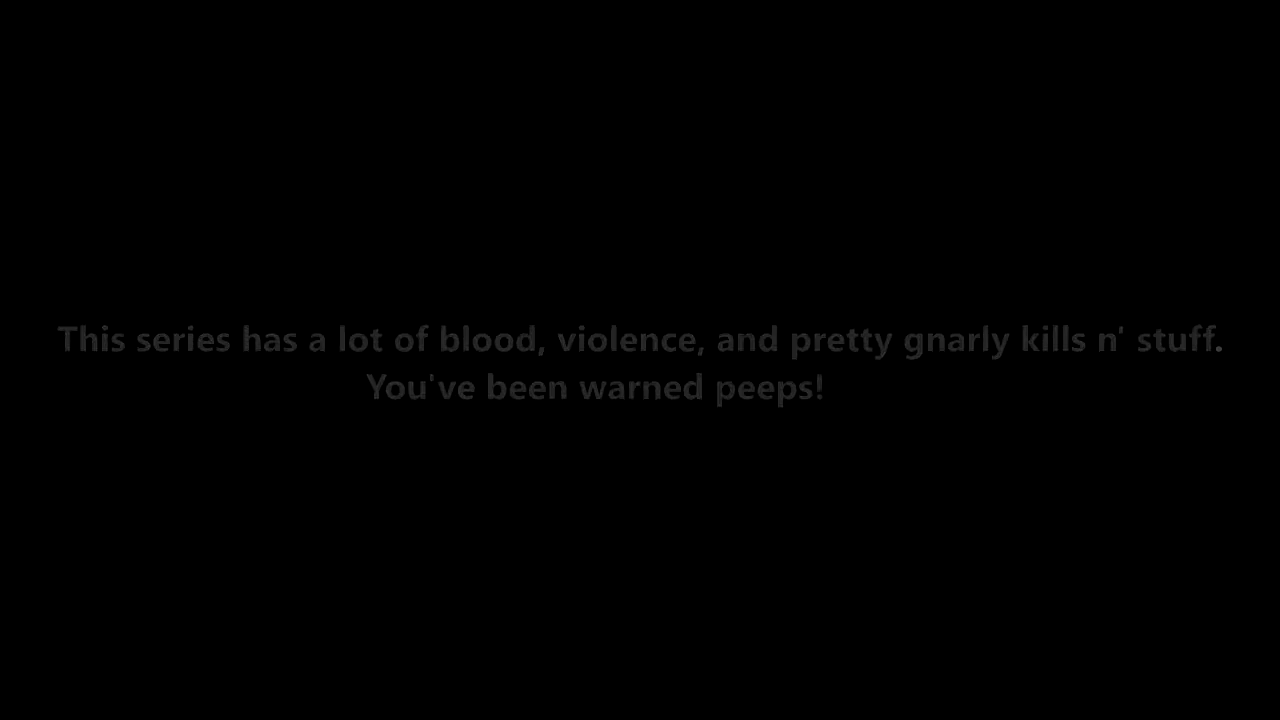 This series has a lot of blood, violence, and pretty gnarly kills n' stuff.
You've been warned peeps!